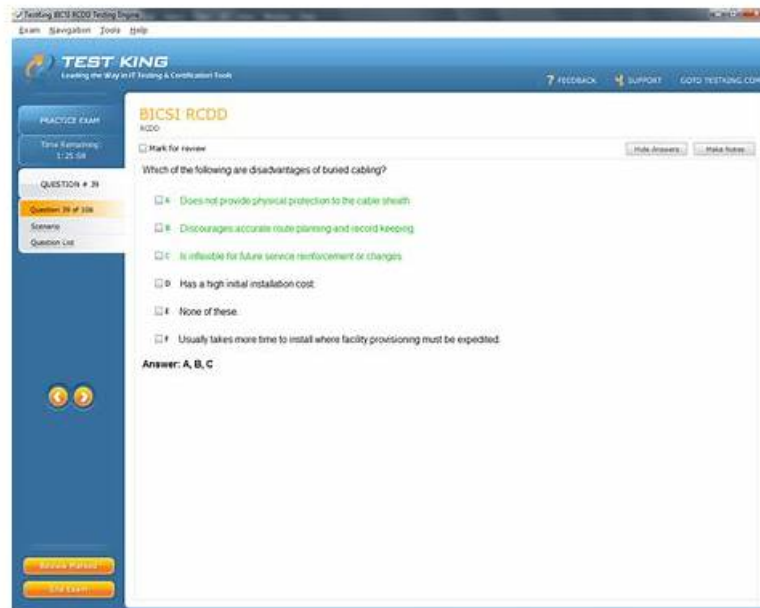 TestKing BICSI RCDD Testing Engine
Exam Navigation Tools Help
TEST KING
Leading the Way in IT Testing & Certification Tools
? FEEDBACK SUPPORT GOTO TESTKING.COM
PRACTICE EXAM
Time Remaining:
1:25:08
QUESTION # 39
Question 39 of 106
Scenario
Question List
Review Marked
End Exam
BICSI RCDD
RCDD
Mark for review
Hide Answers Make Notes
Which of the following are disadvantages of buried cabling?
A Does not provide physical protection to the cable sheath
B Discourages accurate route planning and record keeping.
C Is inflexible for future service reinforcement or changes
D Has a high initial installation cost.
E None of these.
F Usually takes more time to install where facility provisioning must be expedited.
Answer: A, B, C